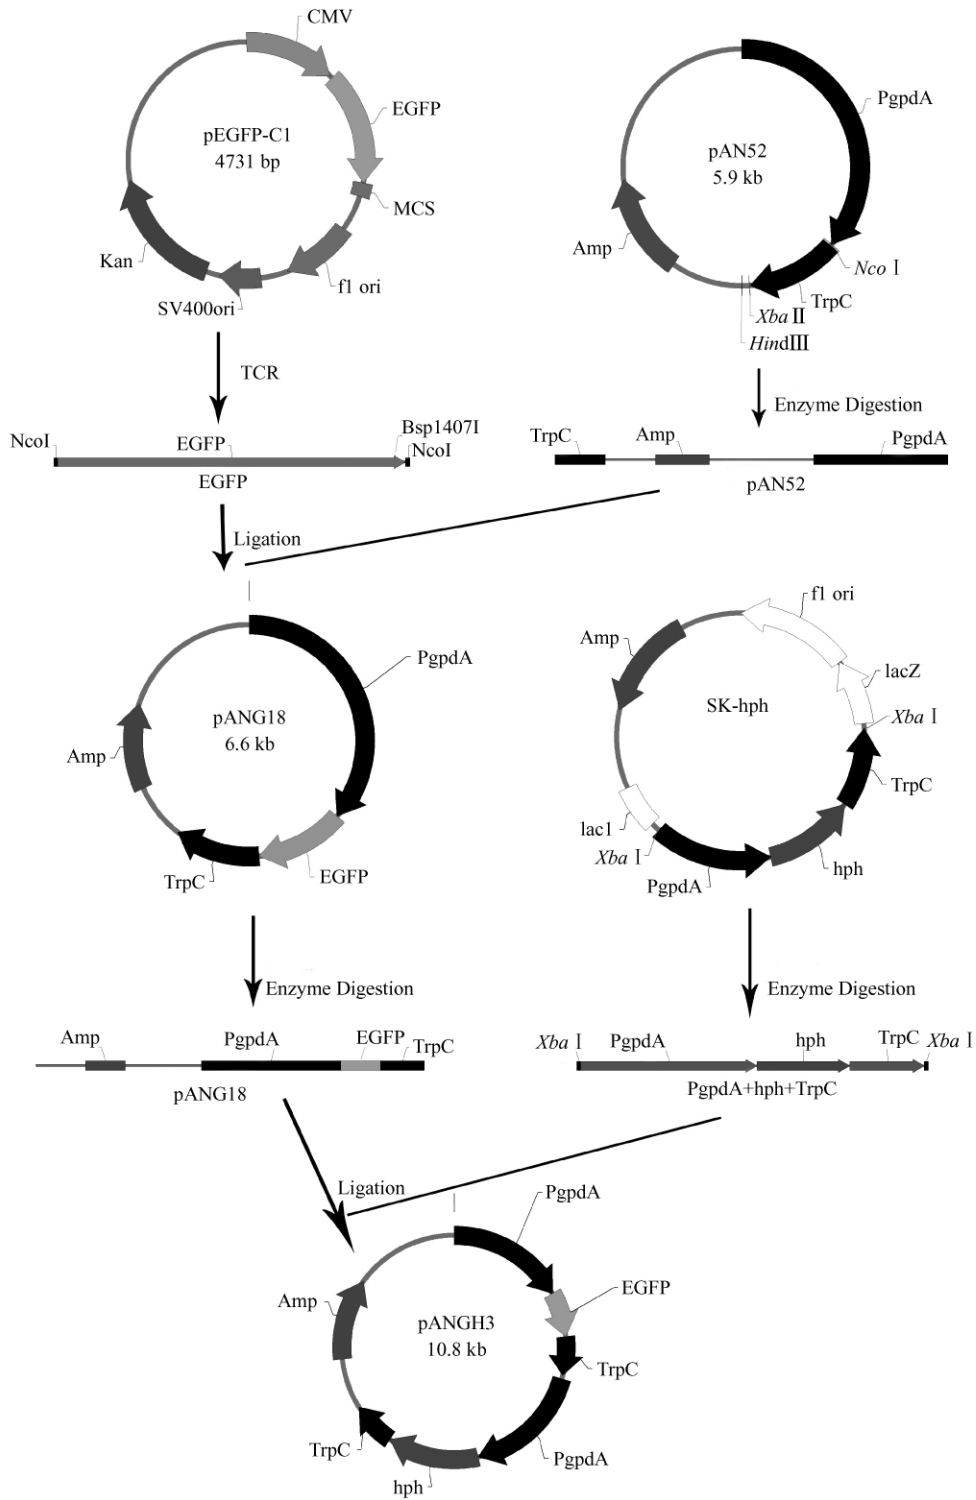 CMV
EGFP
pEGFP-C1
4731 bp
MCS
f1 ori
SV400ori
Kan
PgpdA
pAN52
5.9 kb
Amp
Nco Ⅰ
TrpC
Xba Ⅱ
HindⅢ
TCR
Enzyme Digestion
NcoI
EGFP
Bsp1407I
NcoI
EGFP
TrpC
Amp
PgpdA
pAN52
Ligation
PgpdA
pANG18
6.6 kb
Amp
TrpC
EGFP
f1 ori
Amp
lacZ
SK-hph
Xba Ⅰ
TrpC
lac1
Xba Ⅰ
PgpdA
hph
Enzyme Digestion
Enzyme Digestion
Amp
PgpdA
EGFP
TrpC
pANG18
Xba Ⅰ
PgpdA
hph
TrpC
Xba Ⅰ
PgpdA+hph+TrpC
Ligation
PgpdA
EGFP
Amp
pANGH3
10.8 kb
TrpC
TrpC
PgpdA
hph